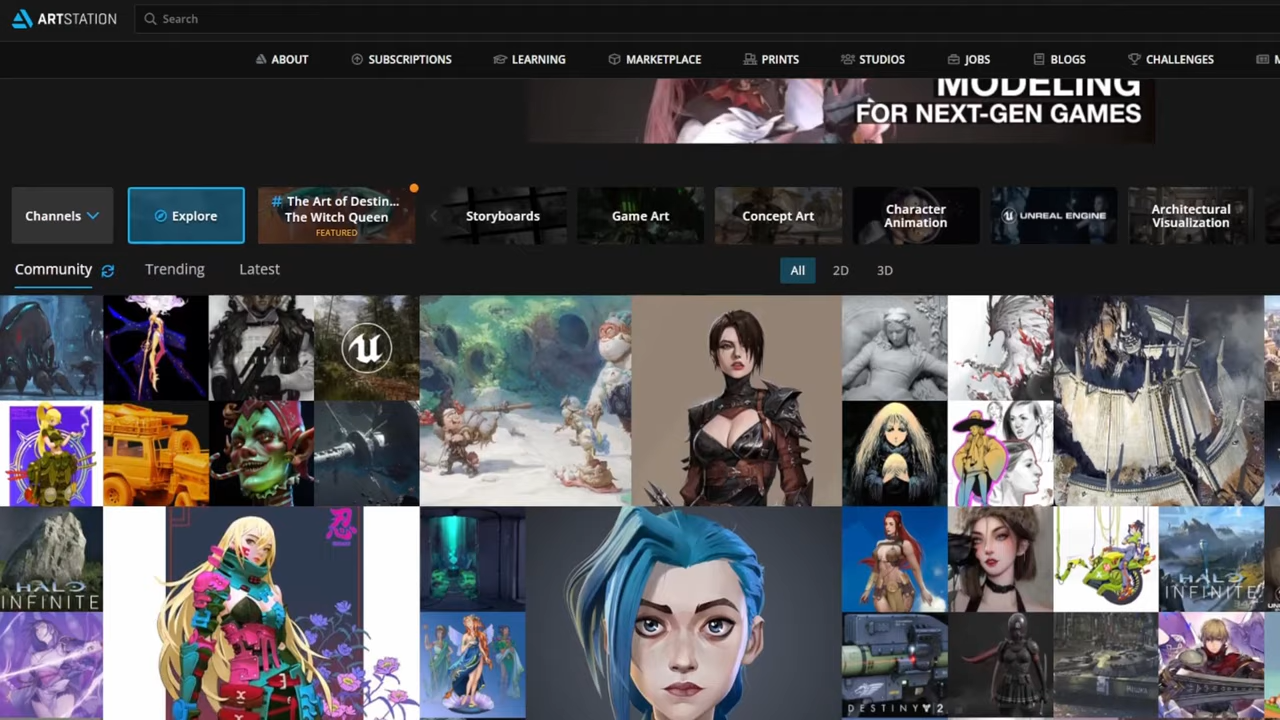 ARTSTATION
Search
ABOUT
SUBSCRIPTIONS
LEARNING
MARKETPLACE
PRINTS
STUDIOS
JOBS
BLOGS
CHALLENGES
MODELING
FOR NEXT-GEN GAMES
Channels
Explore
# The Art of Destin...
The Witch Queen
FEATURED
Storyboards
Game Art
Concept Art
Character
Animation
UNREAL ENGINE
Architectural
Visualization
Community
Trending
Latest
All
2D
3D
忍
HALO
INFINITE
HALO
INFINITE
DESTINY 2